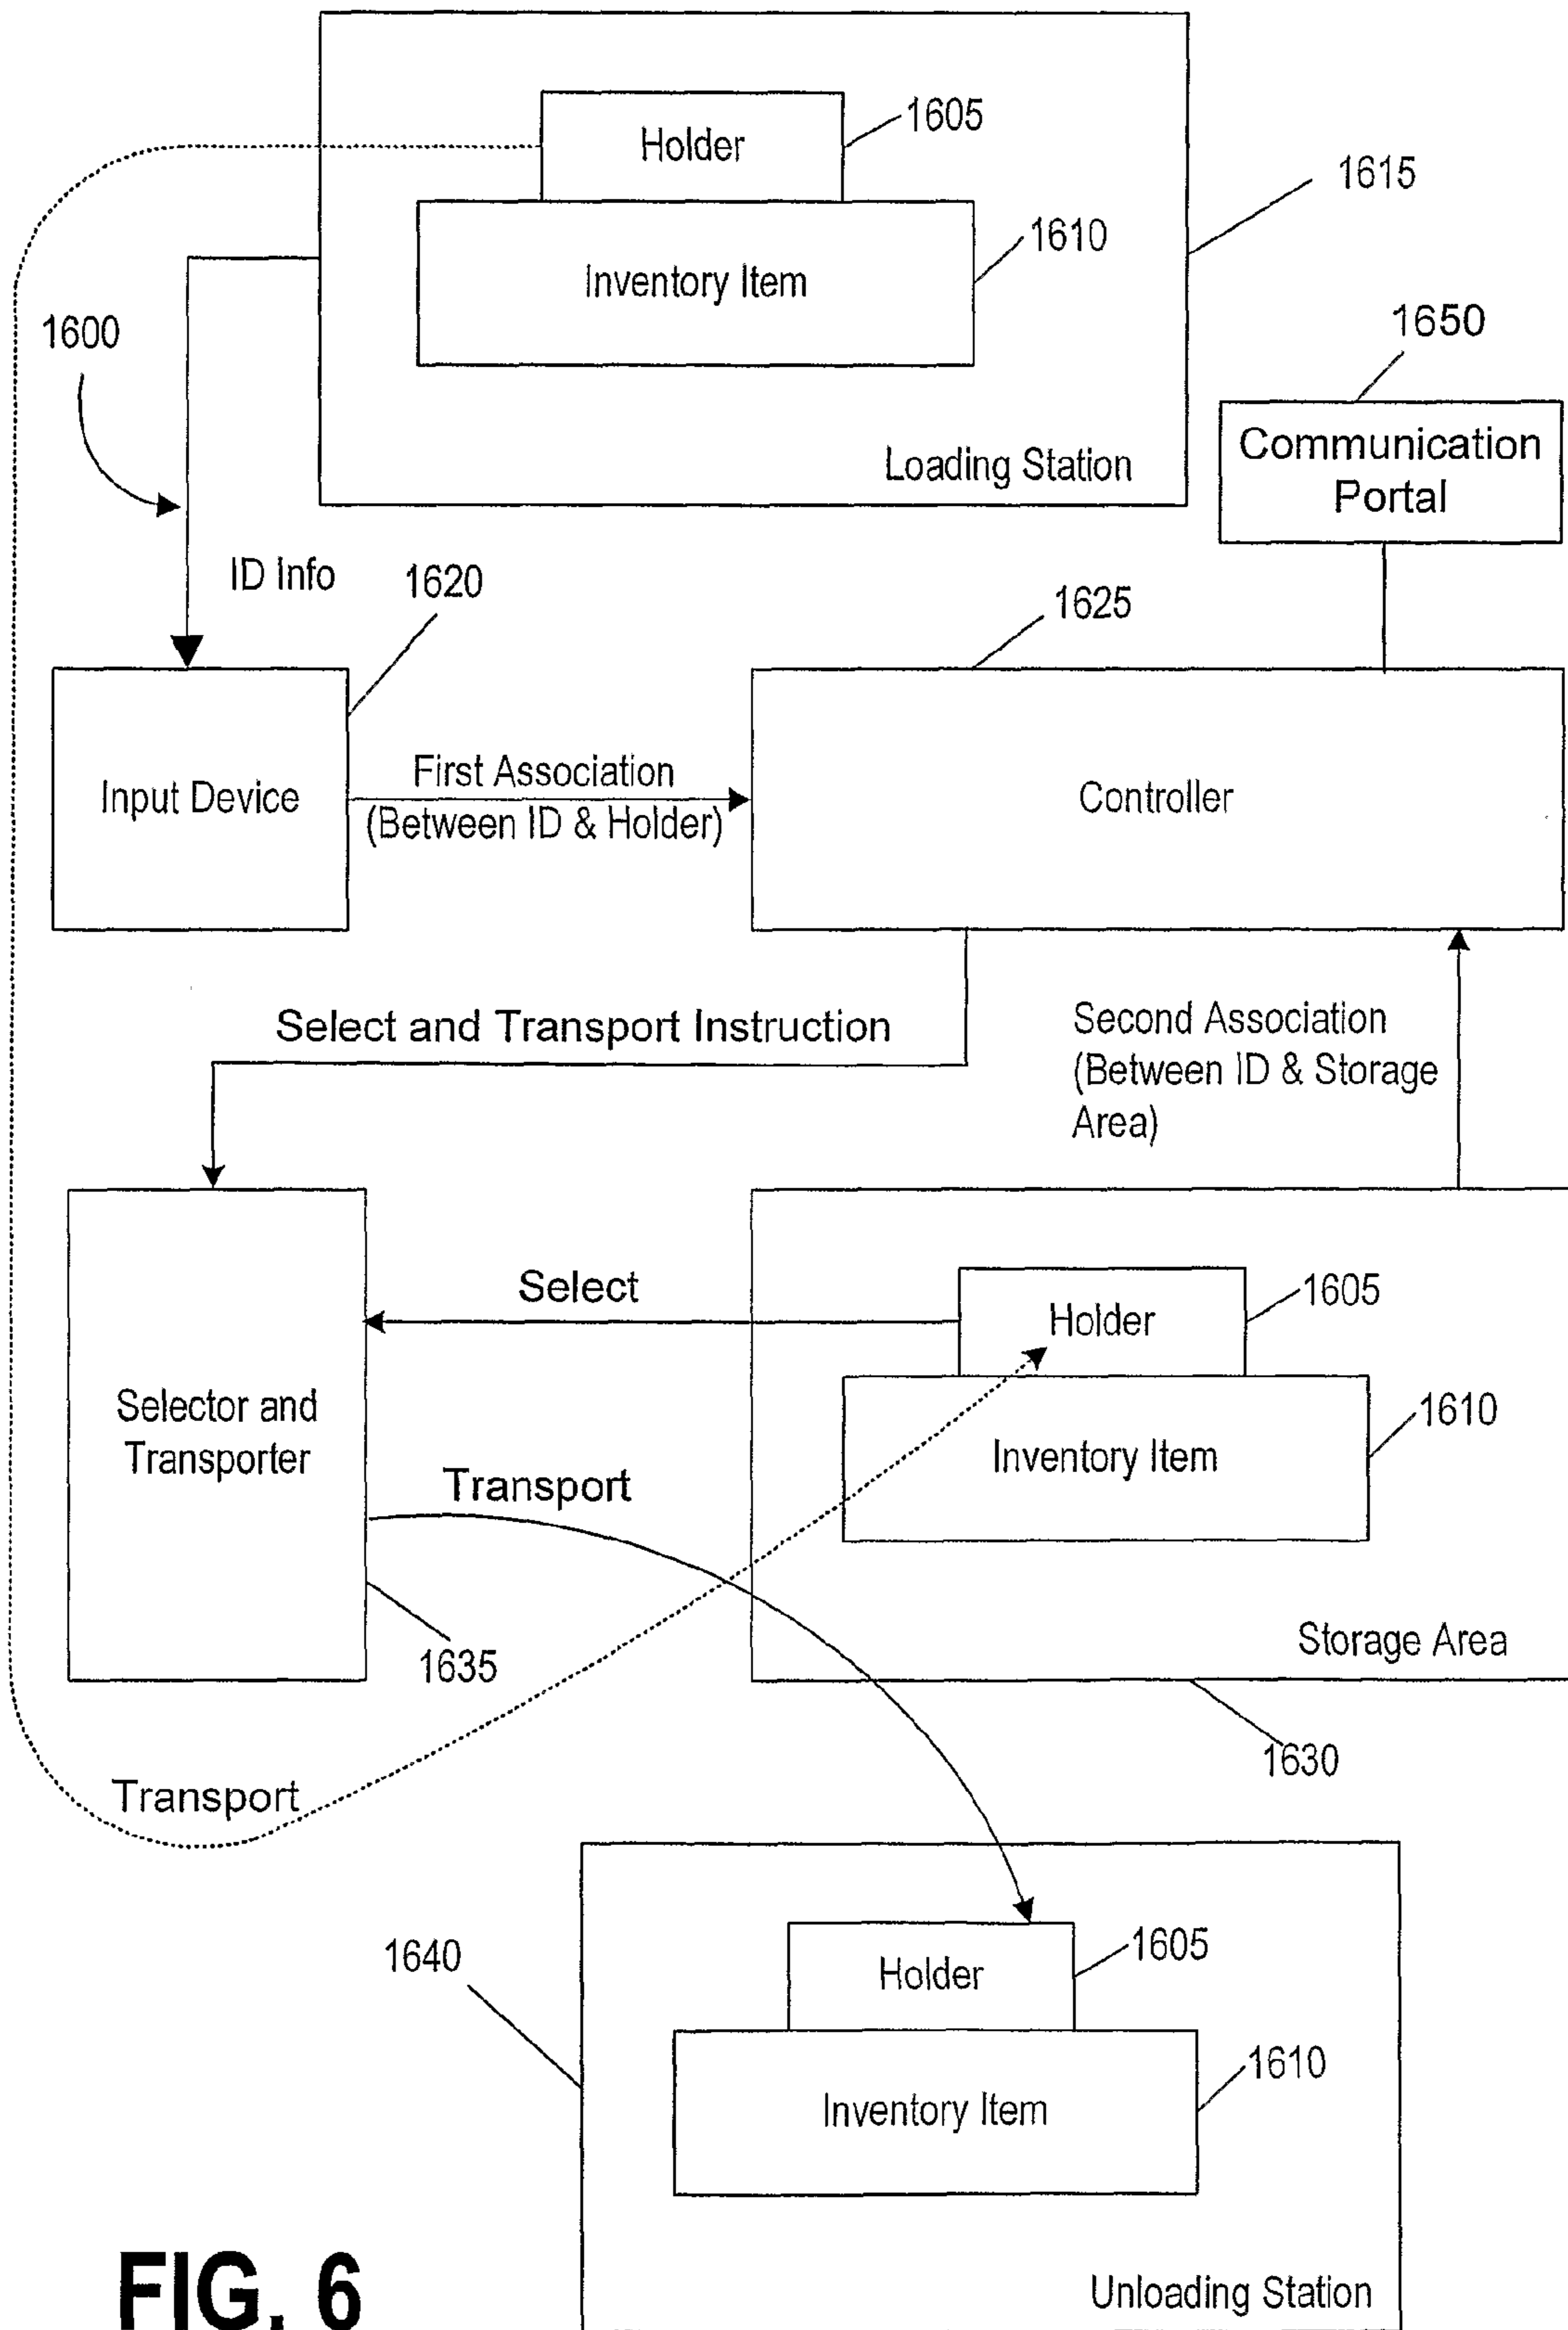 Holder
1605
1615
Inventory Item
1610
1600
1650
Loading Station
Communication
Portal
ID Info
1620
1625
Input Device
First Association
(Between ID & Holder)
Controller
Select and Transport Instruction
Second Association
(Between ID & Storage
Area)
Select
Holder
1605
Selector and
Transporter
Inventory Item
1610
Transport
1635
Storage Area
1630
Transport
1640
Holder
1605
Inventory Item
1610
Unloading Station
FIG. 6